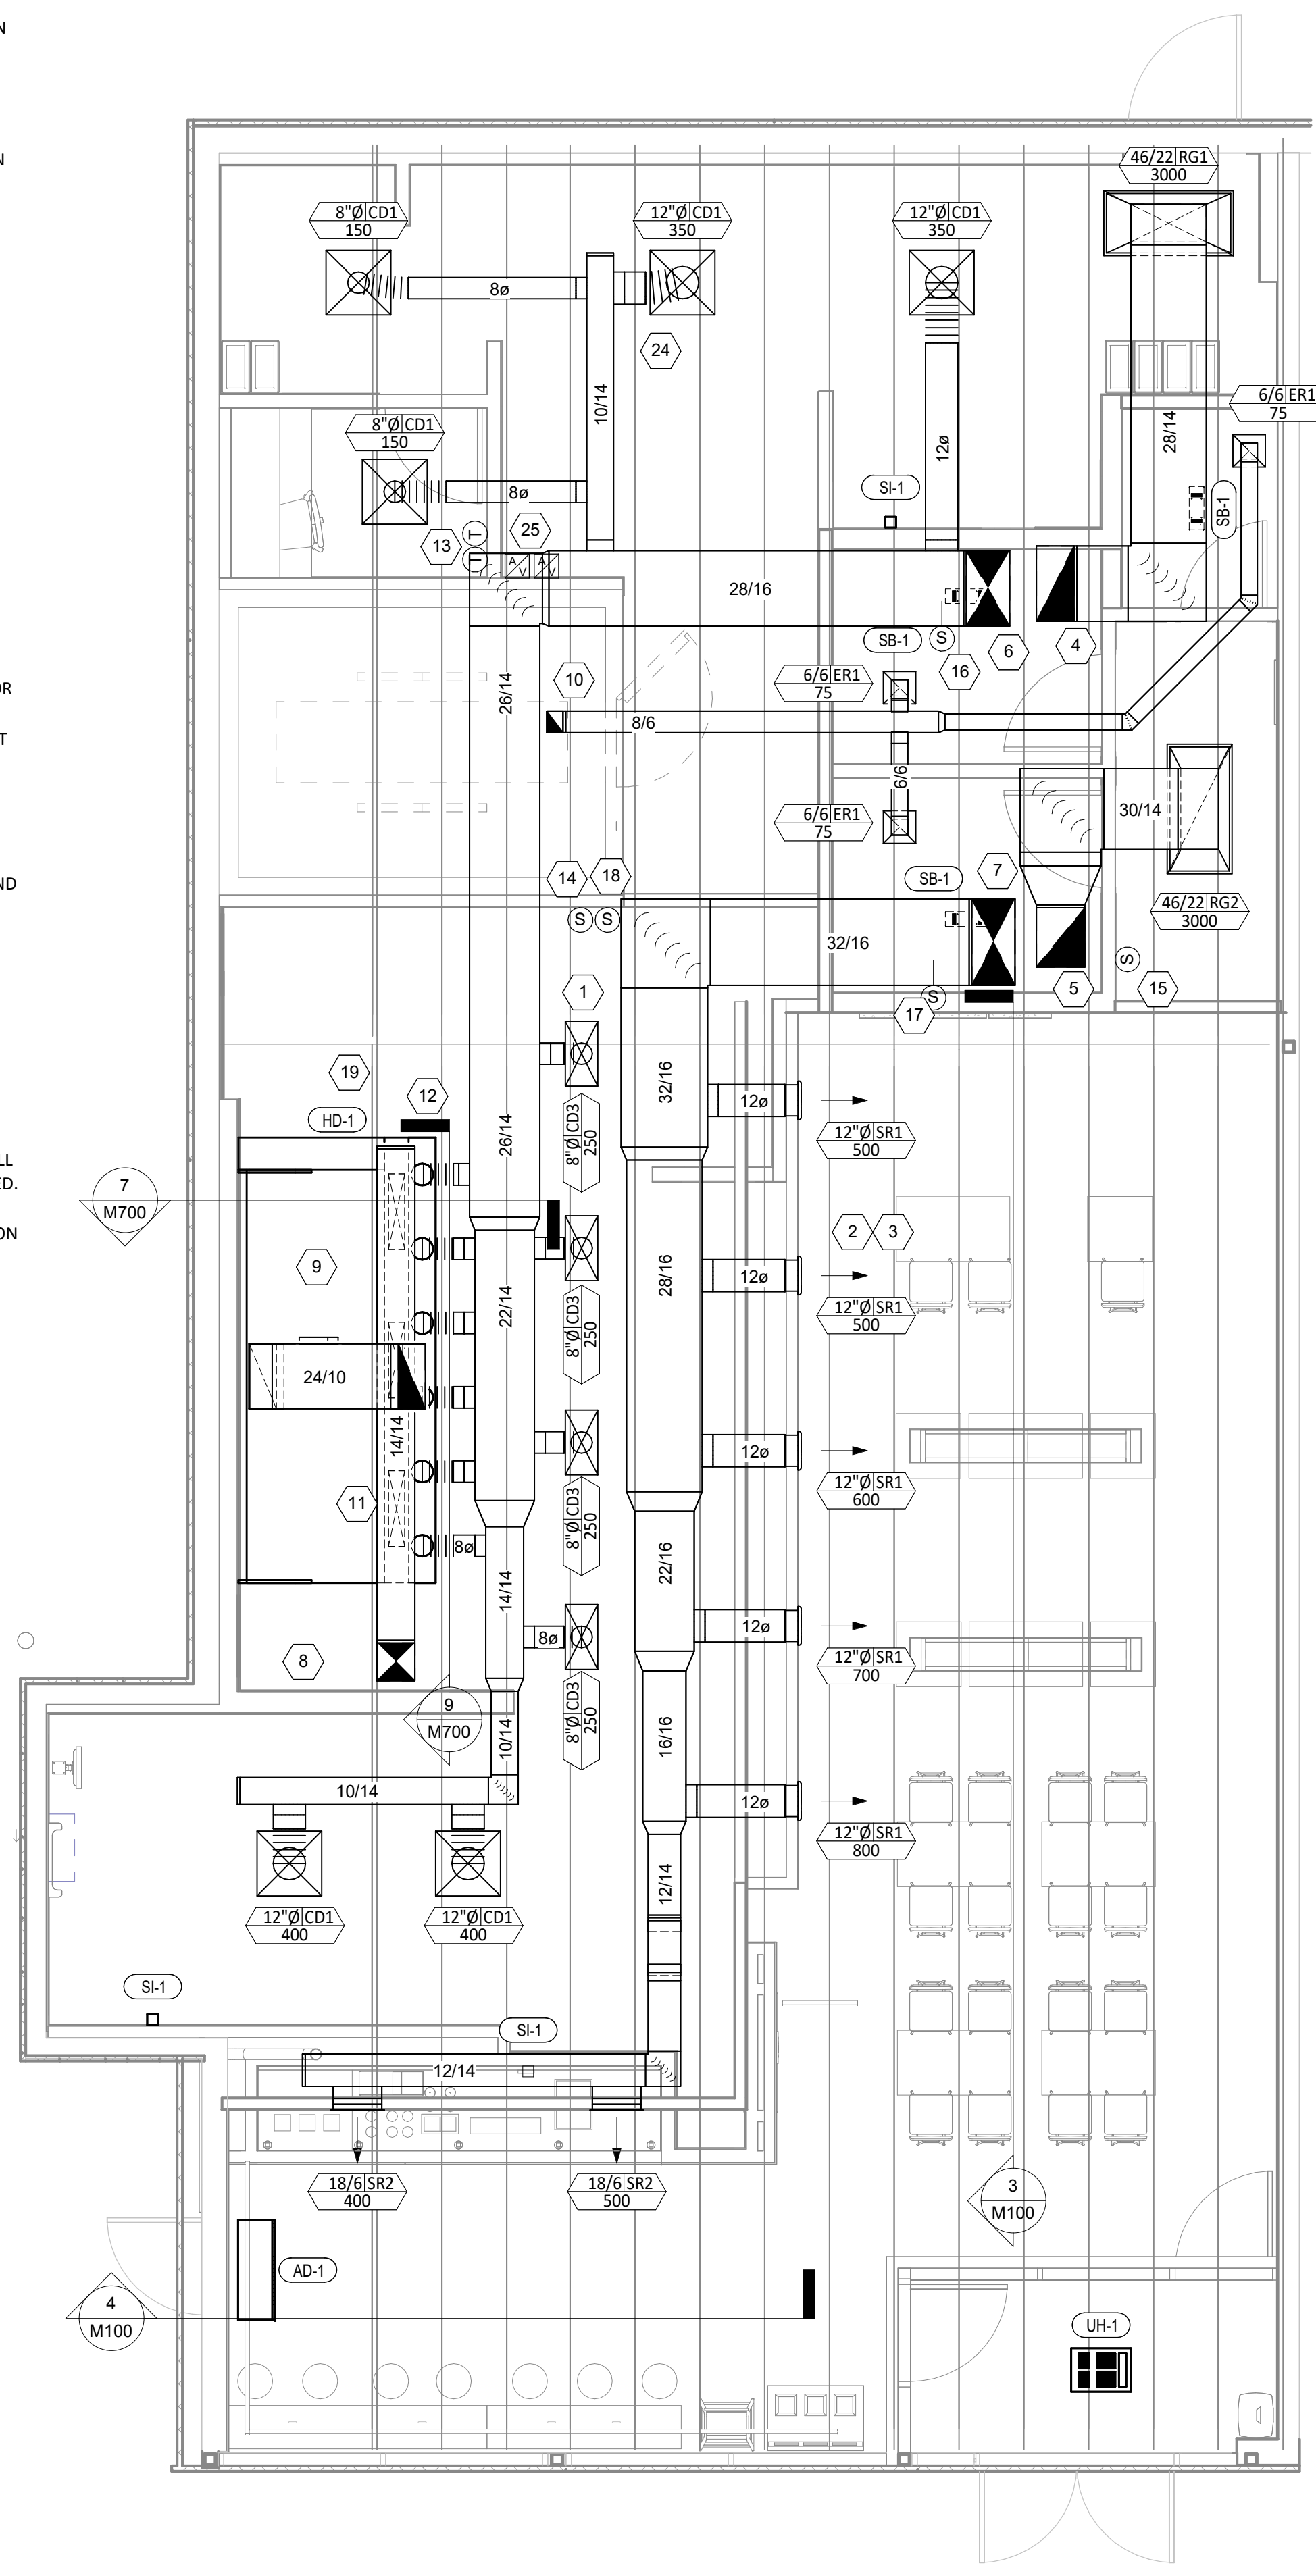 N
N
46/22 RG1
3000
8"Ø CD1
150
12"Ø CD1
350
12"Ø CD1
350
8ø
24
10/14
12ø
28/14
6/6 ER1
75
8"Ø CD1
150
8ø
SI-1
SB-1
13
T
T
25
A
V
A
V
28/16
SB-1
S
16
6
4
OR
T
26/14
10
6/6 ER1
75
8/6
6/6
30/14
6/6 ER1
75
ND
14
18
SB-1
7
46/22 RG2
3000
S
S
32/16
S
S
17
5
15
1
19
12
HD-1
32/16
12ø
12"Ø SR1
500
8"Ø CD3
250
26/14
LL
ED.
ON
7
M700
2
3
9
22/14
28/16
12ø
12"Ø SR1
500
8"Ø CD3
250
24/10
14/14
12ø
12"Ø SR1
600
11
8"Ø CD3
250
8ø
22/16
14/14
8ø
12ø
12"Ø SR1
700
8
9
M700
8"Ø CD3
250
10/14
16/16
10/14
12ø
12"Ø SR1
800
12/14
12"Ø CD1
400
12"Ø CD1
400
SI-1
SI-1
12/14
18/6 SR2
400
18/6 SR2
500
3
M100
AD-1
4
M100
UH-1